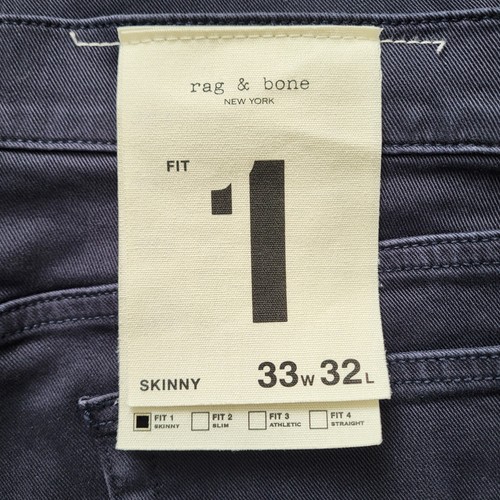 rag & bone
NEW YORK
FIT
1
SKINNY 33W 32L
FIT 1 FIT 2 FIT 3 FIT 4
SKINNY SLIM ATHLETIC STRAIGHT